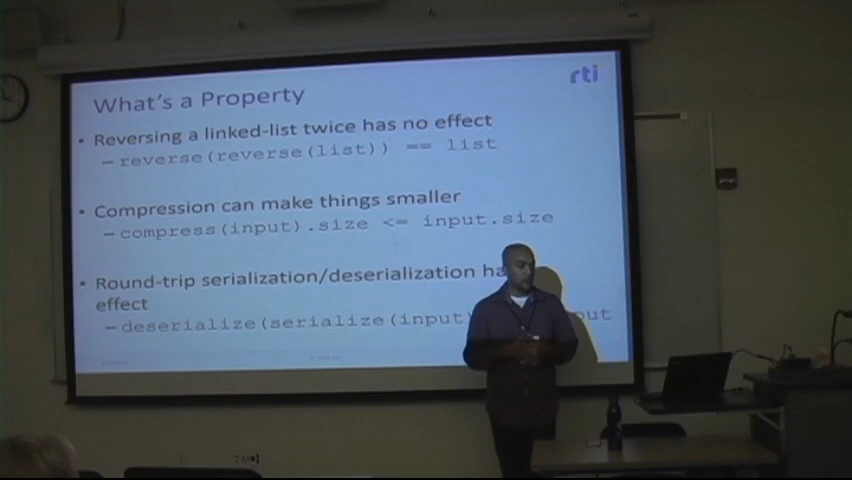 rti
What's a Property
• Reversing a linked-list twice has no effect
– reverse(reverse(list)) == list
• Compression can make things smaller
– compress(input).size <= input.size
• Round-trip serialization/deserialization ha
effect
– deserialize(serialize(input put